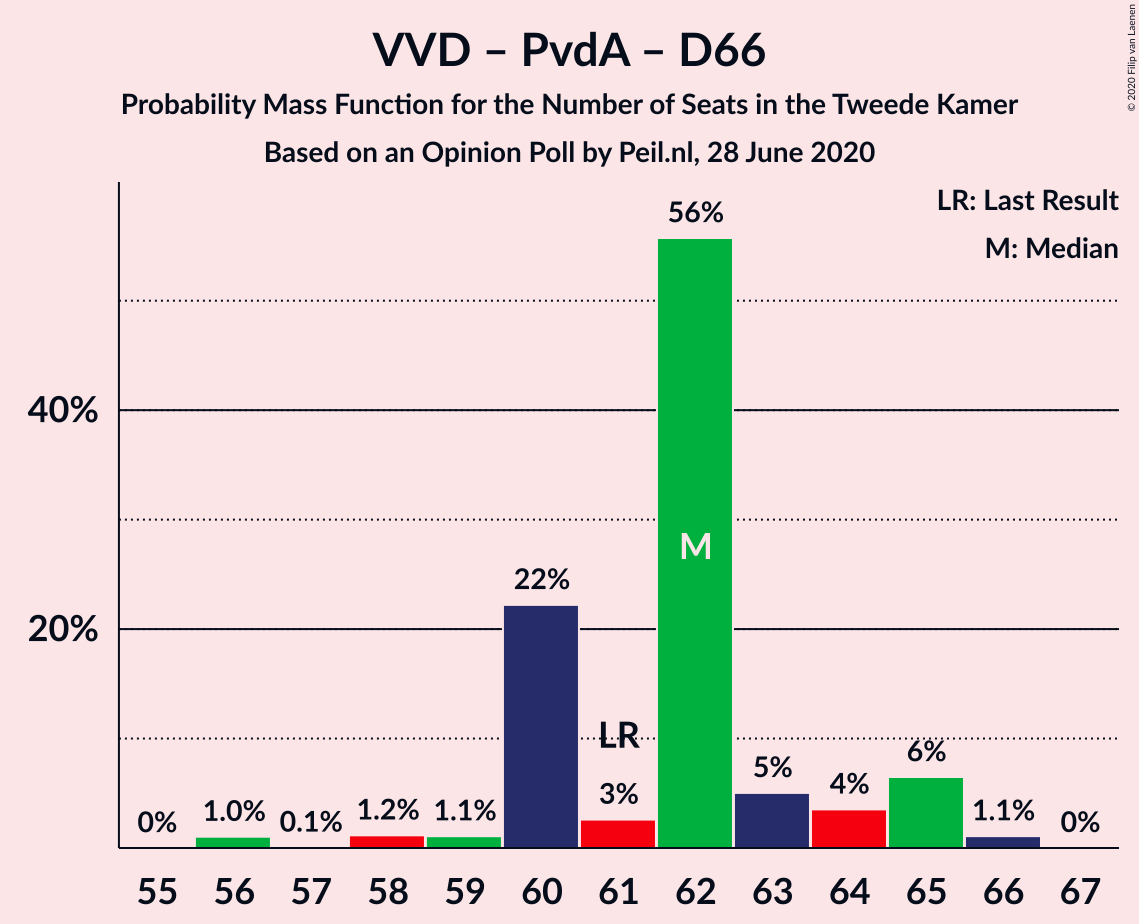 VVD – PvdA – D66
Probability Mass Function for the Number of Seats in the Tweede Kamer
Based on an Opinion Poll by Peil.nl, 28 June 2020
© 2020 Filip van Laenen
LR: Last Result
M: Median
56%
40%
M
22%
20%
LR
6%
5%
4%
3%
1.2%
1.0%
1.1%
1.1%
0%
0.1%
0%
55 56 57 58 59 60 61 62 63 64 65 66 67